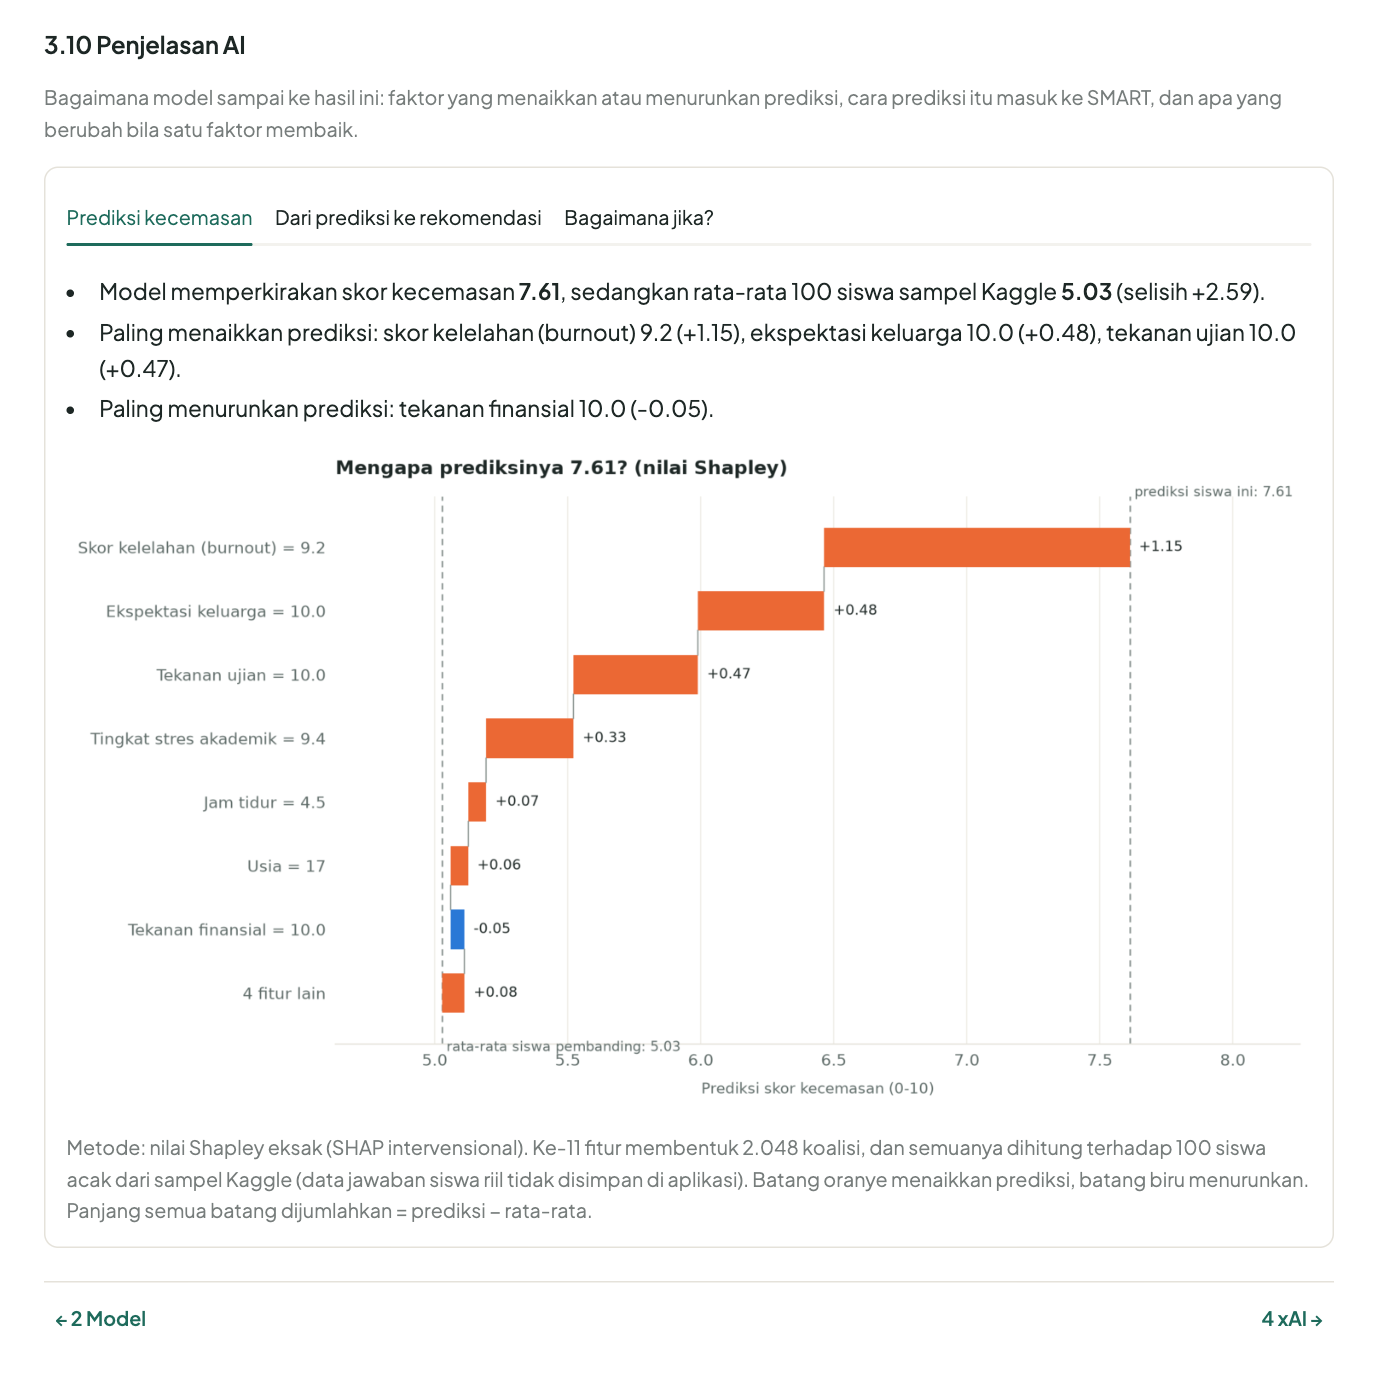 3.10 Penjelasan AI
Bagaimana model sampai ke hasil ini: faktor yang menaikkan atau menurunkan prediksi, cara prediksi itu masuk ke SMART, dan apa yang
berubah bila satu faktor membaik.
Prediksi kecemasan Dari prediksi ke rekomendasi Bagaimana jika?
• Model memperkirakan skor kecemasan 7.61, sedangkan rata-rata 100 siswa sampel Kaggle 5.03 (selisih +2.59).
• Paling menaikkan prediksi: skor kelelahan (burnout) 9.2 (+1.15), ekspektasi keluarga 10.0 (+0.48), tekanan ujian 10.0
(+0.47).
• Paling menurunkan prediksi: tekanan finansial 10.0 (-0.05).
Mengapa prediksinya 7.61? (nilai Shapley)
prediksi siswa ini: 7.61
Skor kelelahan (burnout) = 9.2 +1.15
Ekspektasi keluarga = 10.0 +0.48
Tekanan ujian = 10.0 +0.47
Tingkat stres akademik = 9.4 +0.33
Jam tidur = 4.5 +0.07
Usia = 17 +0.06
Tekanan finansial = 10.0 -0.05
4 fitur lain +0.08
rata-rata siswa pembanding: 5.03
5.0 5.5 6.0 6.5 7.0 7.5 8.0
Prediksi skor kecemasan (0-10)
Metode: nilai Shapley eksak (SHAP intervensional). Ke-11 fitur membentuk 2.048 koalisi, dan semuanya dihitung terhadap 100 siswa
acak dari sampel Kaggle (data jawaban siswa riil tidak disimpan di aplikasi). Batang oranye menaikkan prediksi, batang biru menurunkan.
Panjang semua batang dijumlahkan = prediksi – rata-rata.
← 2 Model 4 xAI →